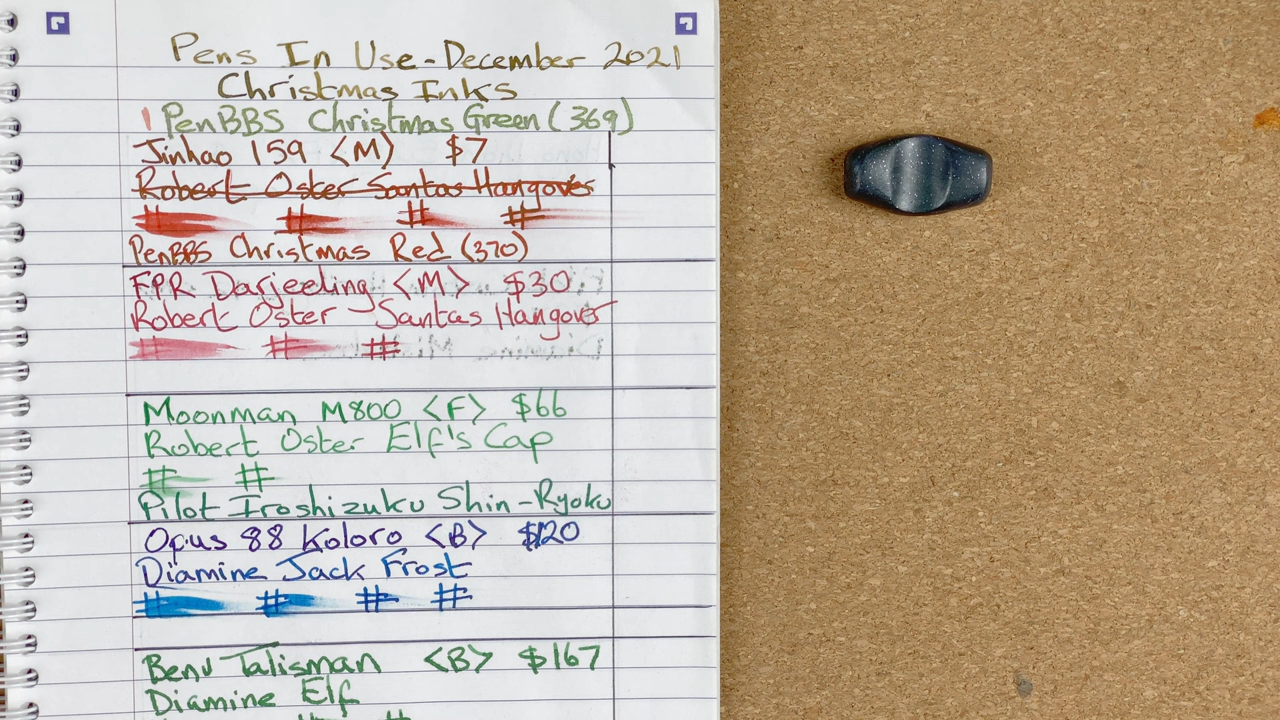 Pens In Use - December 2021
Christmas Inks
1 PenBBS Christmas Green (369)
Jinhao 159 <M> $7
Robert Oster Santas Hangover
# # # #
PenBBS Christmas Red (370)
FPR Darjeeling <M> $30
Robert Oster - Santas Hangover
# # #
Moonman M800 <F> $66
Robert Oster Elf's Cap
# #
Pilot Iroshizuku Shin-Ryoku
Opus 88 Koloro <B> $120
Diamine Jack Frost
# # # #
Benu Talisman <B> $167
Diamine Elf